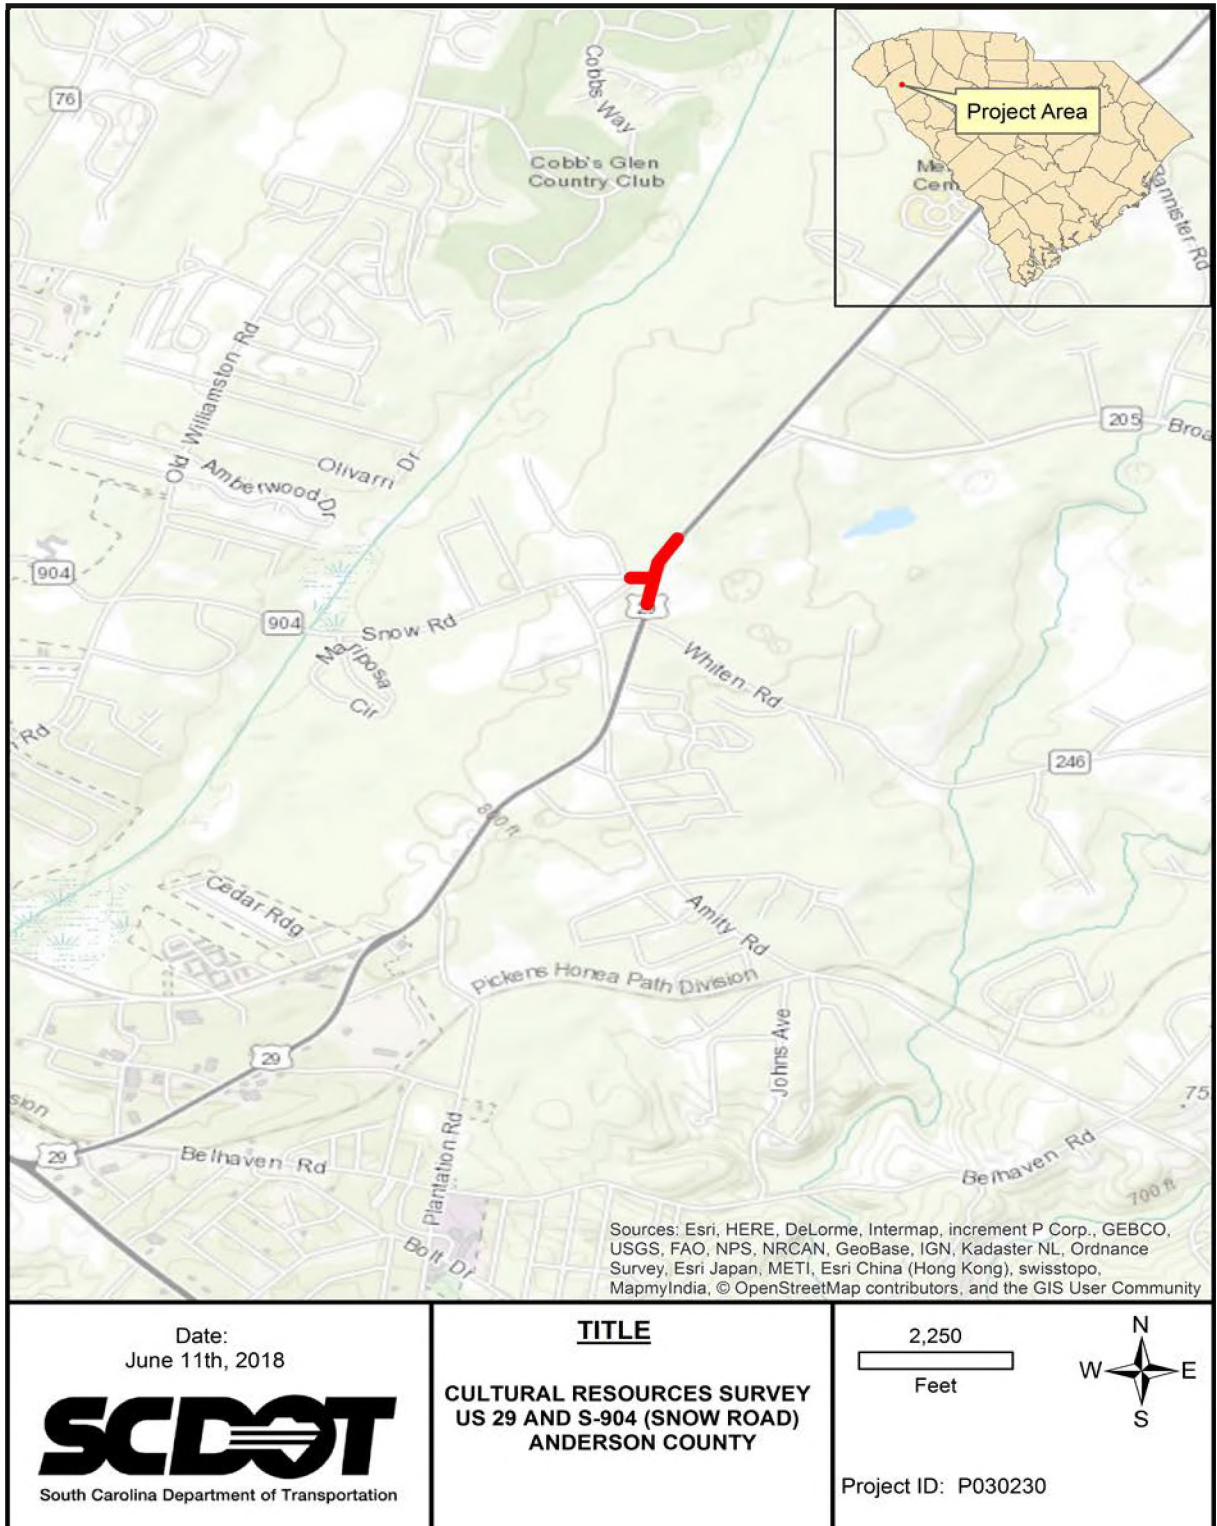 76
Cobbs Way
Cobb's Glen
Country Club
Project Area
Cem
Bannister Rd
Old Williamston Rd
Olivarri Dr
Amberwood Dr
205
904
904
Snow Rd
Mariposa
Cir
Whiten Rd
Rd
246
800 ft
Cedar Rdg
Amity Rd
Pickens Honea Path Division
Johns Ave
29
29
Belhaven Rd
Plantation Rd
Bolt Dr
Belhaven Rd
700 ft
Sources: Esri, HERE, DeLorme, Intermap, increment P Corp., GEBCO,
USGS, FAO, NPS, NRCAN, GeoBase, IGN, Kadaster NL, Ordnance
Survey, Esri Japan, METI, Esri China (Hong Kong), swisstopo,
MapmyIndia, © OpenStreetMap contributors, and the GIS User Community
Date:
June 11th, 2018
SCDOT
South Carolina Department of Transportation
TITLE
CULTURAL RESOURCES SURVEY
US 29 AND S-904 (SNOW ROAD)
ANDERSON COUNTY
2,250
Feet
N
W E
S
Project ID: P030230